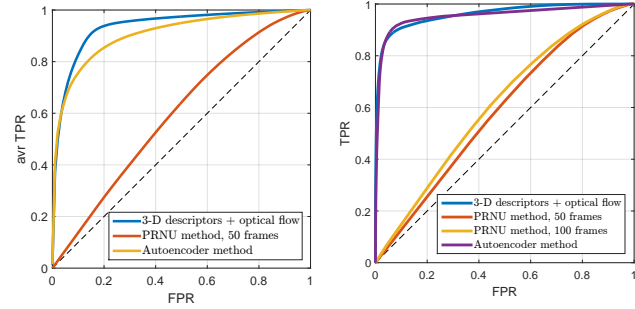 avr TPR
1
0.8
0.6
0.4
0.2
0
0 0.2 0.4 0.6 0.8 1
FPR
3-D descriptors + optical flow
PRNU method, 50 frames
Autoencoder method
TPR
1
0.8
0.6
0.4
0.2
0
0 0.2 0.4 0.6 0.8 1
FPR
3-D descriptors + optical flow
PRNU method, 50 frames
PRNU method, 100 frames
Autoencoder method